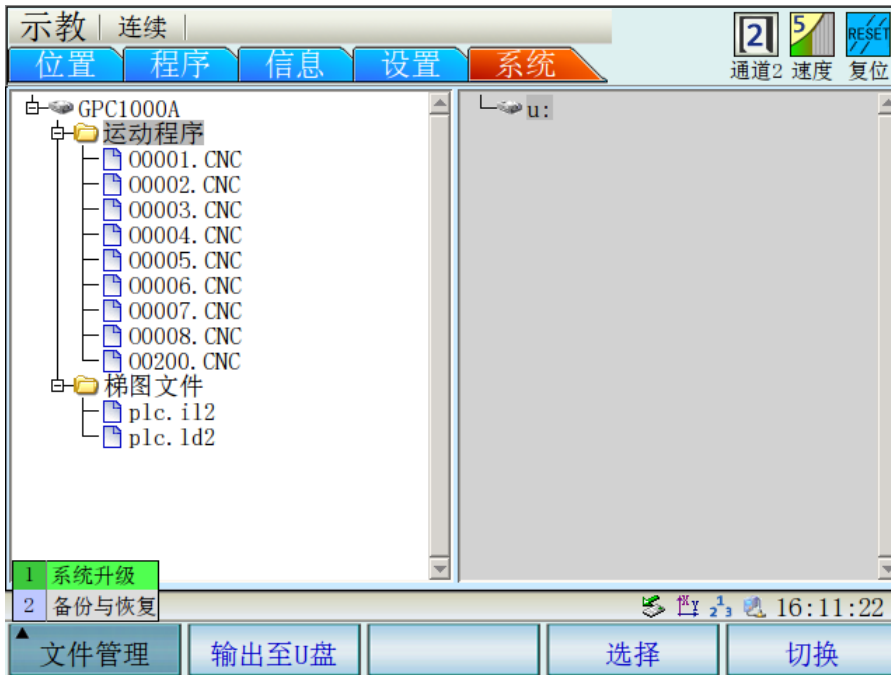 示教 连续
2 5 RESET
通道2 速度 复位
位置 程序 信息 设置 系统
GPC1000A
运动程序
O0001.CNC
O0002.CNC
O0003.CNC
O0004.CNC
O0005.CNC
O0006.CNC
O0007.CNC
O0008.CNC
O0200.CNC
梯图文件
plc.il2
plc.ld2
u:
1 系统升级
2 备份与恢复
16:11:22
文件管理 输出至U盘 选择 切换